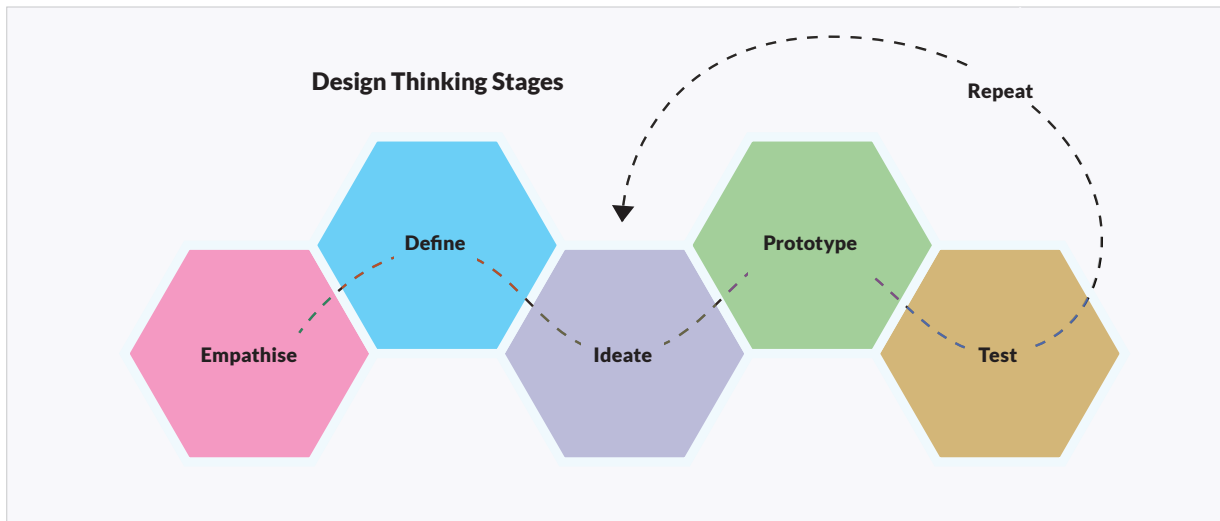 Design Thinking Stages
Repeat
Define
Prototype
Empathise
Ideate
Test